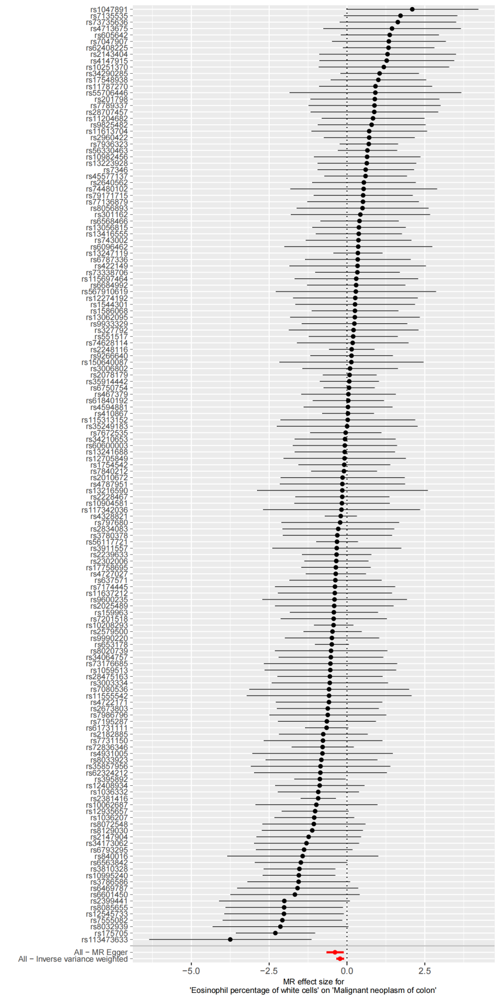 rs1047891
rs7135535
rs73735636
rs4713675
rs605642
rs7047907
rs62408225
rs2143404
rs4147915
rs10251370
rs34290285
rs17548938
rs11787270
rs55706446
rs201798
rs7789337
rs28707457
rs11204682
rs9825482
rs11613704
rs2960422
rs7936323
rs56330463
rs10982456
rs13223928
rs7346
rs45577137
rs2640562
rs74480102
rs79171715
rs77136879
rs8056893
rs301162
rs6568466
rs13056815
rs13416555
rs743002
rs6096462
rs13247119
rs6787336
rs422149
rs73338706
rs115697464
rs6684992
rs567910619
rs12274192
rs1544301
rs1586068
rs13062095
rs9933329
rs327792
rs551517
rs74628114
rs2248116
rs9266640
rs150640087
rs3006802
rs2078179
rs35914442
rs6750754
rs467379
rs61840192
rs4594881
rs410867
rs115313152
rs35249183
rs7672535
rs34210653
rs60600003
rs13241688
rs12705849
rs1754542
rs7840212
rs2010672
rs4787951
rs13216590
rs2228467
rs10904581
rs117342036
rs4328821
rs797680
rs2834083
rs3780378
rs56117721
rs3911557
rs2239633
rs2302006
rs17758695
rs4727027
rs637571
rs7174445
rs11637212
rs9600235
rs2025489
rs159963
rs7201518
rs10208293
rs2579500
rs9990220
rs653178
rs8020739
rs34064757
rs73176685
rs1059513
rs28475163
rs3003334
rs7080536
rs11555542
rs4722171
rs2673803
rs7986796
rs7195287
rs61731111
rs2182885
rs7731150
rs72836346
rs4931005
rs8033923
rs35857956
rs62324212
rs395892
rs12408934
rs1036332
rs2381416
rs10062687
rs12935657
rs1036207
rs8072548
rs8129030
rs2147904
rs34173062
rs6793295
rs840016
rs6563842
rs3810328
rs10995240
rs3786586
rs6469787
rs6601450
rs2399441
rs8085655
rs12545733
rs7555082
rs8032939
rs175705
rs113473633
All − MR Egger
All − Inverse variance weighted
−5.0 −2.5 0.0 2.5
MR effect size for
'Eosinophil percentage of white cells' on 'Malignant neoplasm of colon'